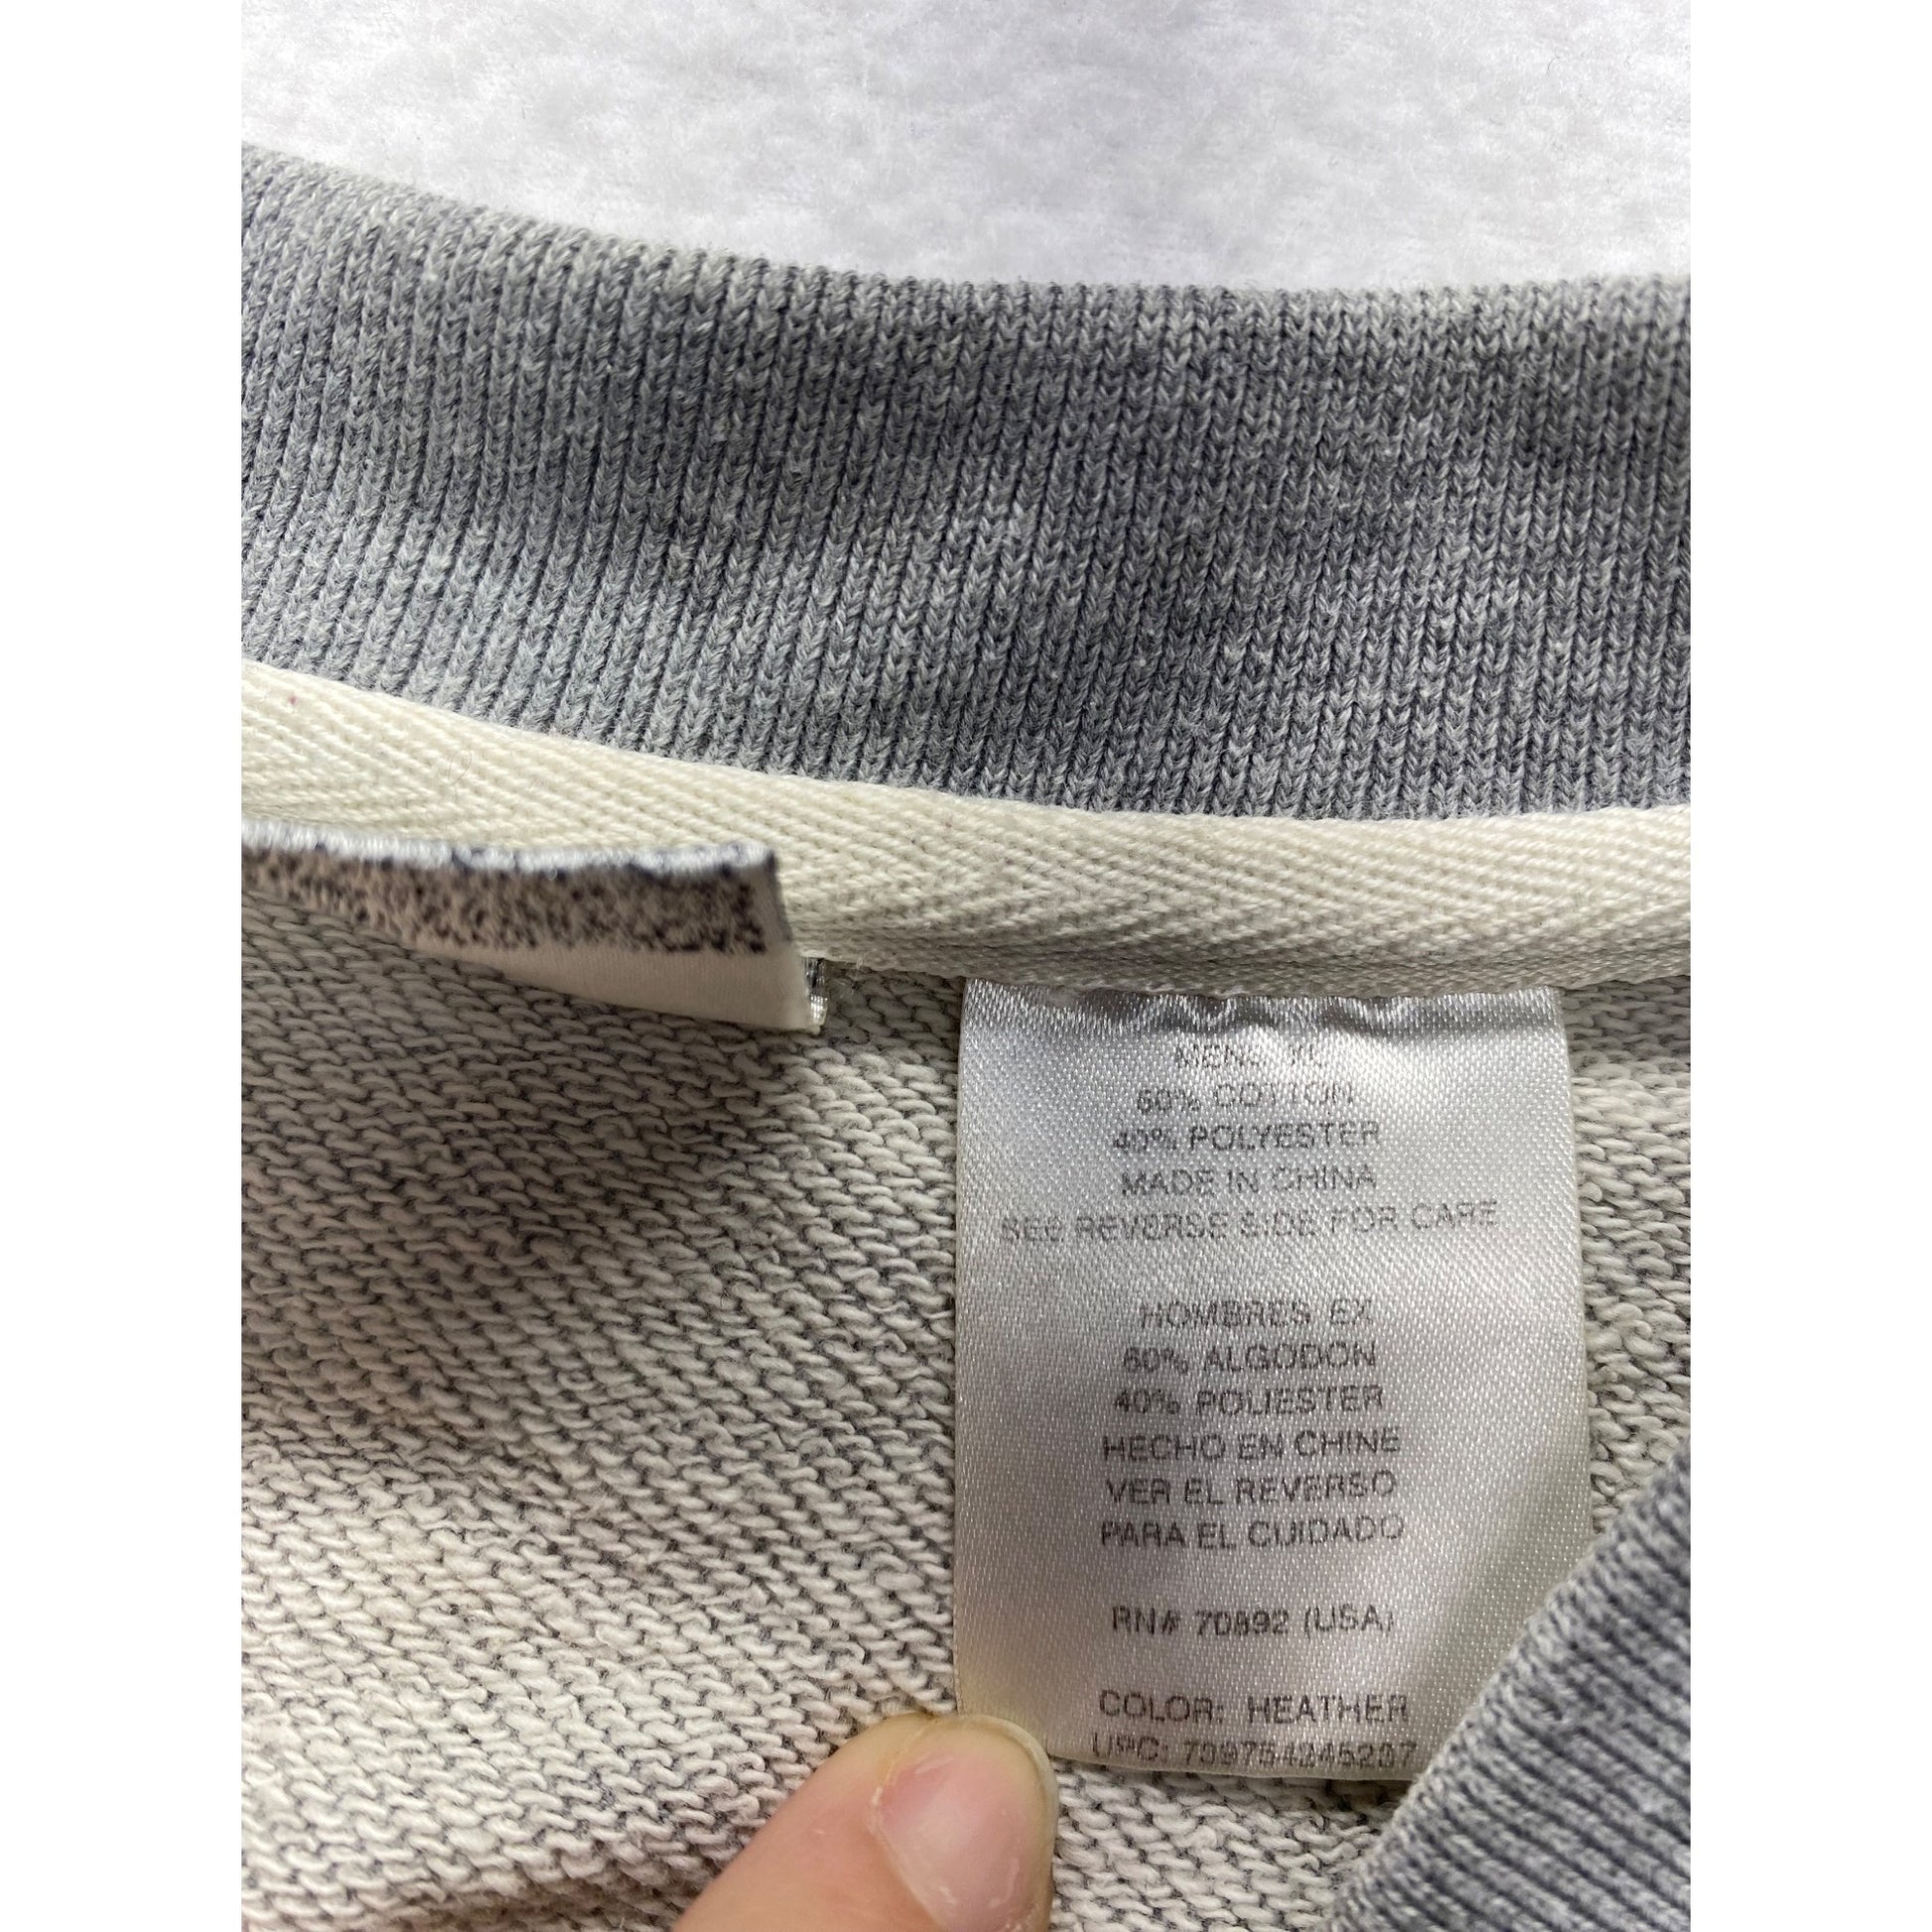 MENS XL
60% COTTON
40% POLYESTER
MADE IN CHINA
SEE REVERSE SIDE FOR CARE
HOMBRES EX
60% ALGODON
40% POLIESTER
HECHO EN CHINE
VER EL REVERSO
PARA EL CUIDADO
RN# 70892 (USA)
COLOR: HEATHER
UPC: